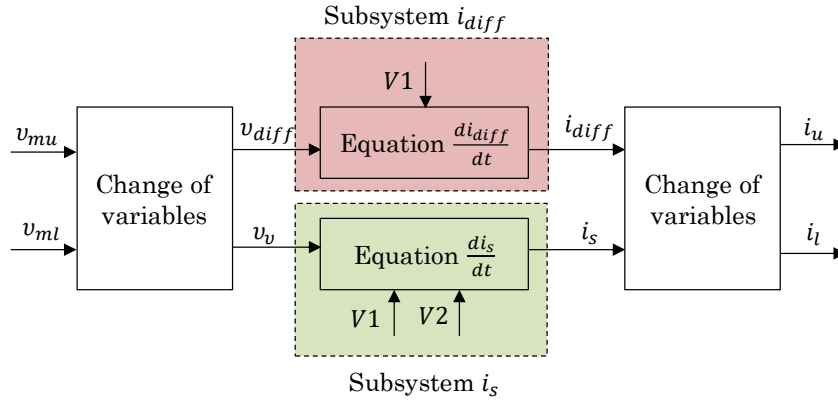 Subsystem i_diff
V1
v_mu
v_diff
Equation di_diff/dt
i_diff
i_u
Change of
variables
Change of
variables
v_ml
v_v
Equation di_s/dt
i_s
i_l
V1
V2
Subsystem i_s